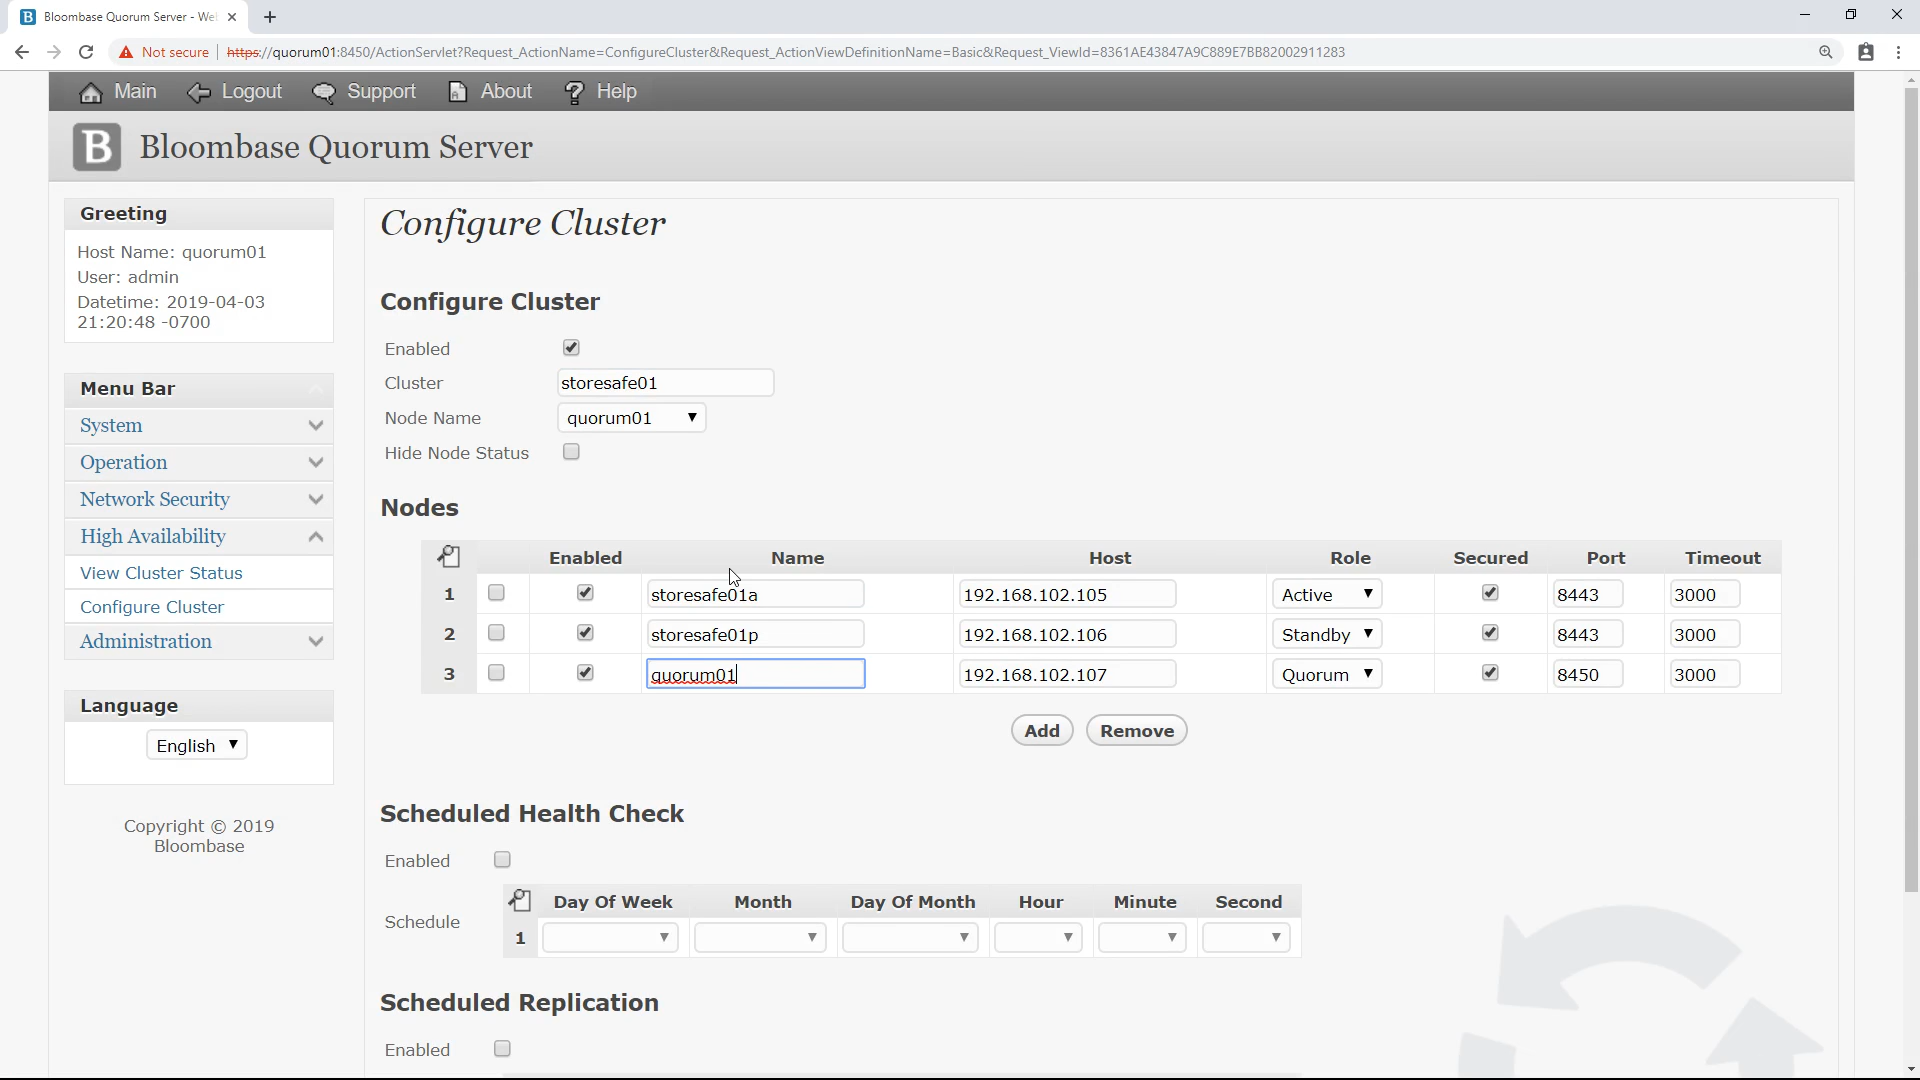 Bloombase Quorum Server - We
Not secure | https://quorum01:8450/ActionServlet?Request_ActionName=ConfigureCluster&Request_ActionViewDefinitionName=Basic&Request_ViewId=8361AE43847A9C889E7BB82002911283
Main Logout Support About Help
B Bloombase Quorum Server
Greeting
Host Name: quorum01
User: admin
Datetime: 2019-04-03
21:20:48 -0700
Menu Bar
System
Operation
Network Security
High Availability
View Cluster Status
Configure Cluster
Administration
Language
English
Copyright © 2019
Bloombase
Configure Cluster
Configure Cluster
Enabled
Cluster storesafe01
Node Name quorum01
Hide Node Status
Nodes
Enabled Name Host Role Secured Port Timeout
1 storesafe01a 192.168.102.105 Active 8443 3000
2 storesafe01p 192.168.102.106 Standby 8443 3000
3 quorum01 192.168.102.107 Quorum 8450 3000
Add Remove
Scheduled Health Check
Enabled
Schedule
Day Of Week Month Day Of Month Hour Minute Second
1
Scheduled Replication
Enabled